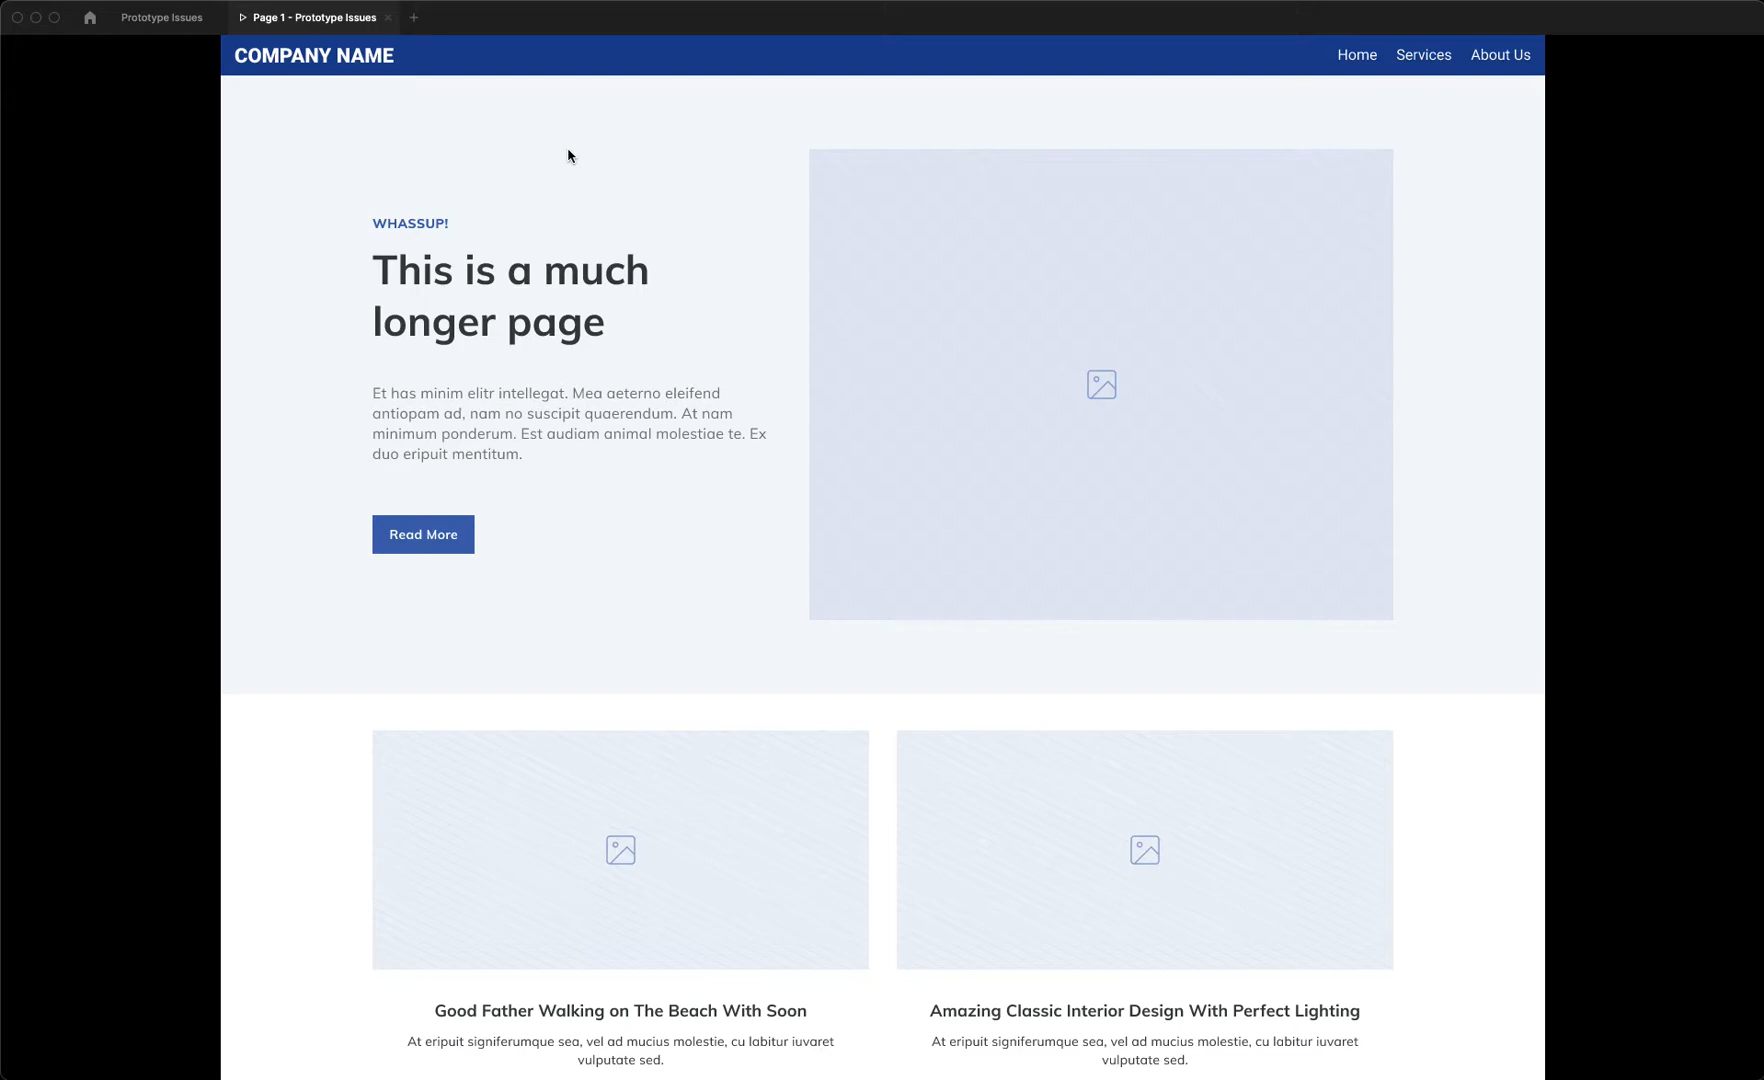 Prototype Issues
Page 1 - Prototype Issues
COMPANY NAME
Home Services About Us
WHASSUP!
This is a much
longer page
Et has minim elitr intellegat. Mea aeterno eleifend
antiopam ad, nam no suscipit quaerendum. At nam
minimum ponderum. Est audiam animal molestiae te. Ex
duo eripuit mentitum.
Read More
Good Father Walking on The Beach With Soon
At eripuit signiferumque sea, vel ad mucius molestie, cu labitur iuvaret
vulputate sed.
Amazing Classic Interior Design With Perfect Lighting
At eripuit signiferumque sea, vel ad mucius molestie, cu labitur iuvaret
vulputate sed.